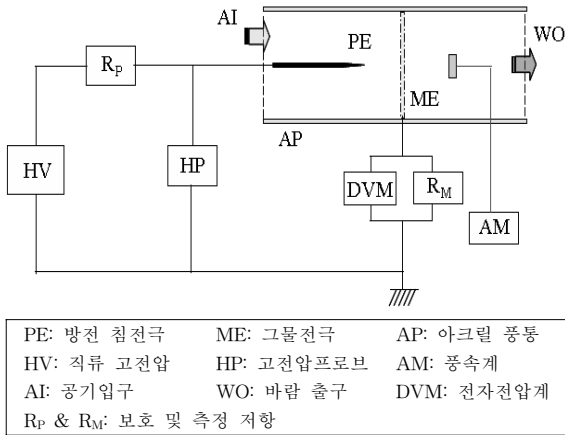 AI
PE
WO
R_P
ME
AP
HV
HP
DVM
R_M
AM
PE: 방전 침전극 ME: 그물전극 AP: 아크릴 풍통
HV: 직류 고전압 HP: 고전압프로브 AM: 풍속계
AI: 공기입구 WO: 바람 출구 DVM: 전자전압계
R_P & R_M: 보호 및 측정 저항